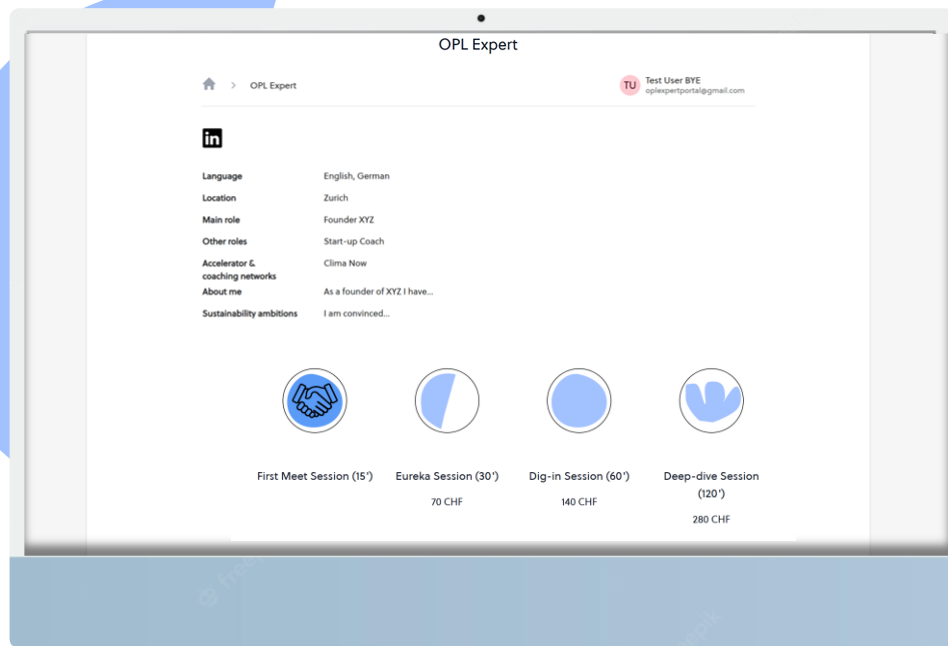 OPL Expert
> OPL Expert
TU
Test User BYE
oplexpertportal@gmail.com
in
Language English, German
Location Zurich
Main role Founder XYZ
Other roles Start-up Coach
Accelerator & Clima Now
coaching networks
About me As a founder of XYZ I have...
Sustainability ambitions I am convinced...
First Meet Session (15')
Eureka Session (30')
70 CHF
Dig-in Session (60')
140 CHF
Deep-dive Session
(120')
280 CHF